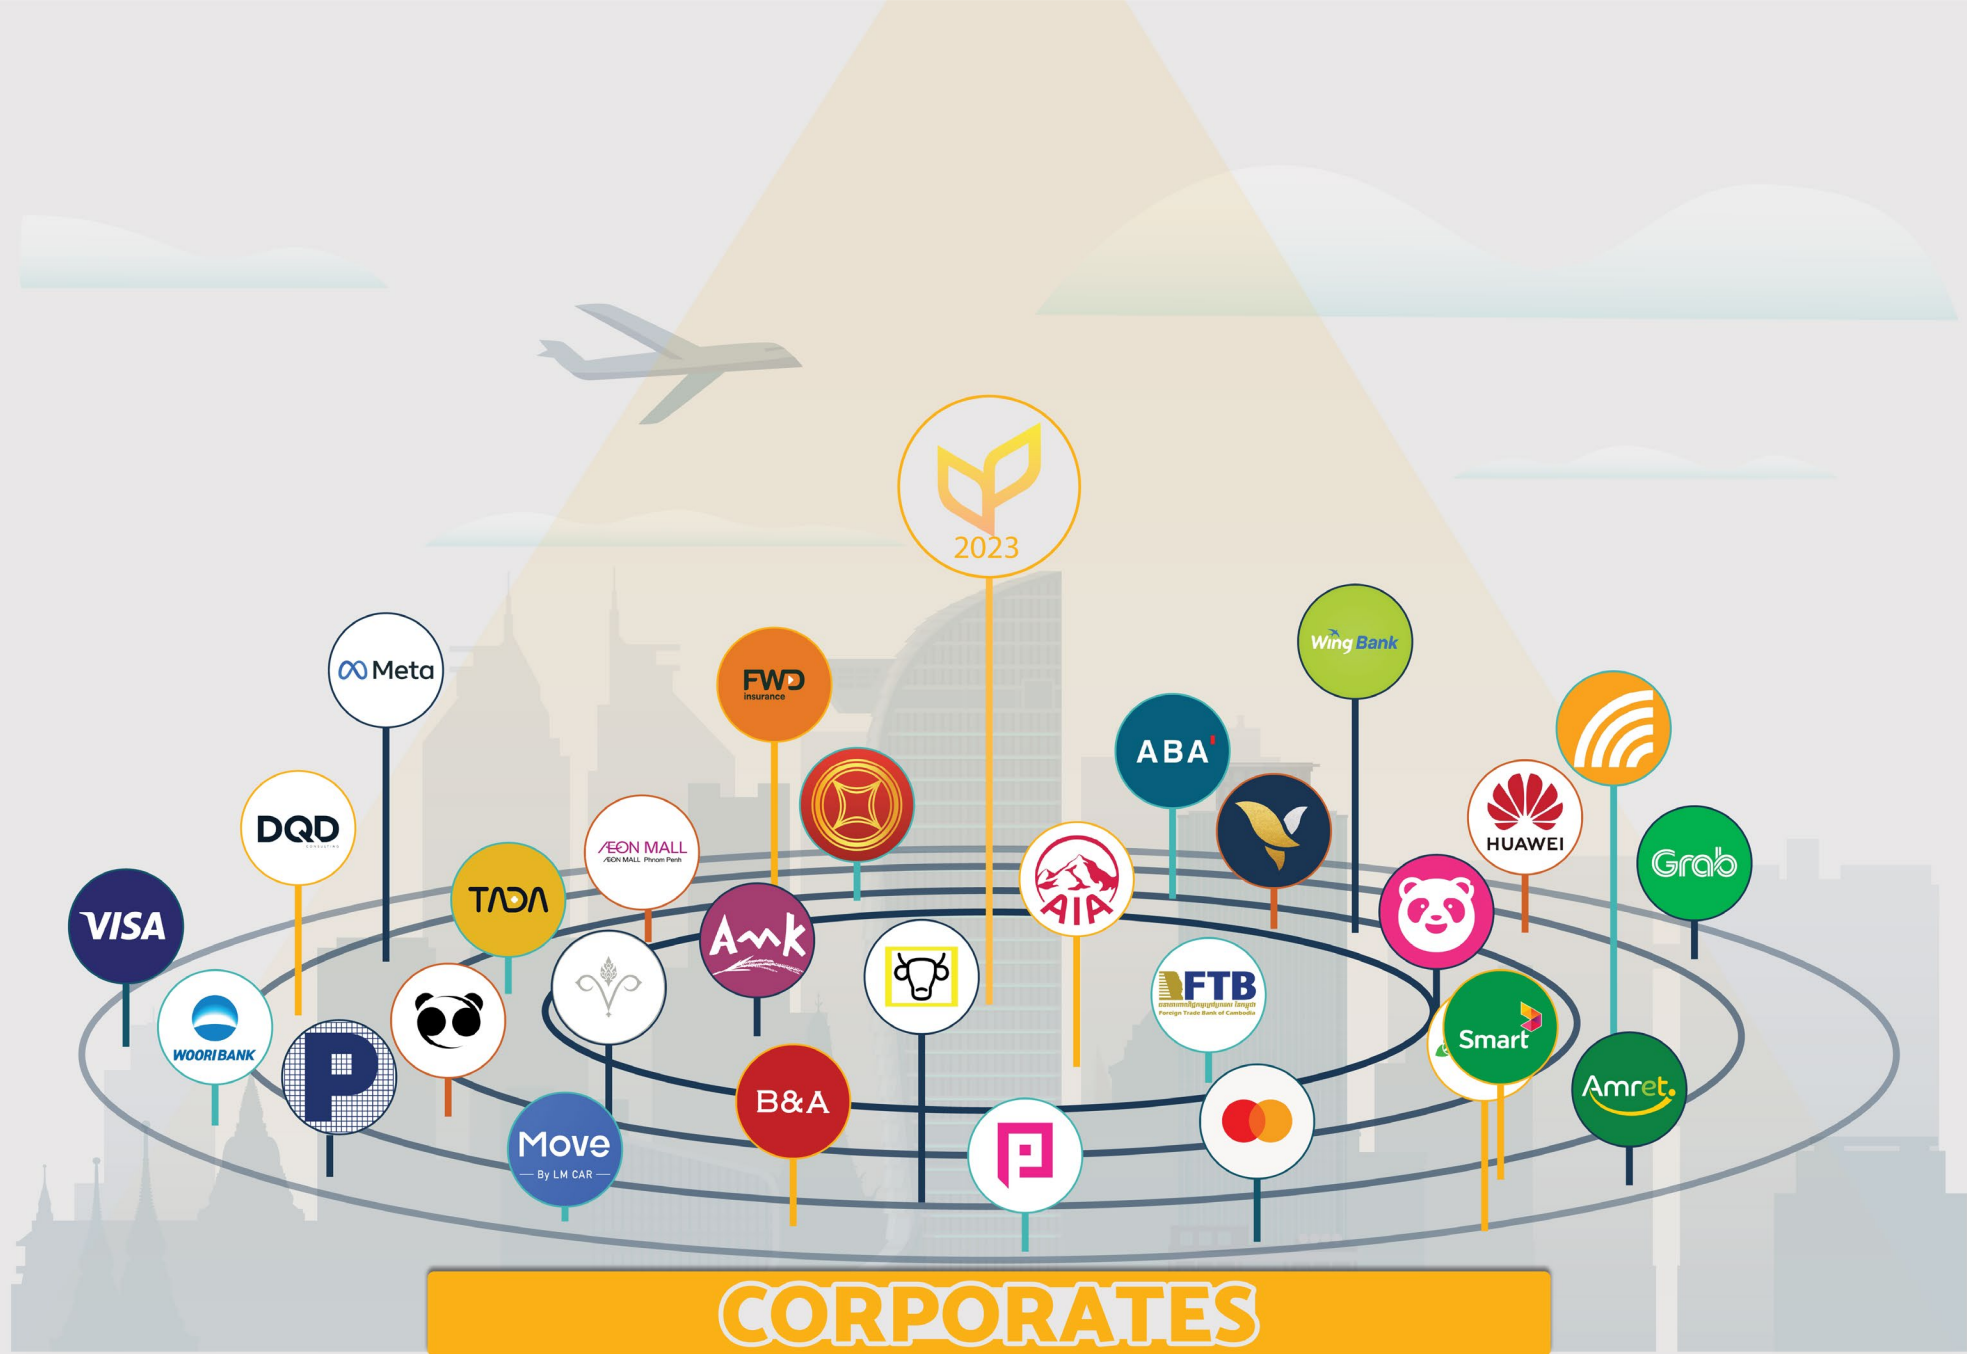 2023
Wing Bank
Meta
FWD
insurance
ABA'
DQD
ÆON MALL
ÆON MALL Phnom Penh
HUAWEI
Grab
TADA
VISA
AMK
AIA
FTB
Foreign Trade Bank of Cambodia
WOORI BANK
P
Smart
Amret.
B&A
Move
By LM CAR
CORPORATES